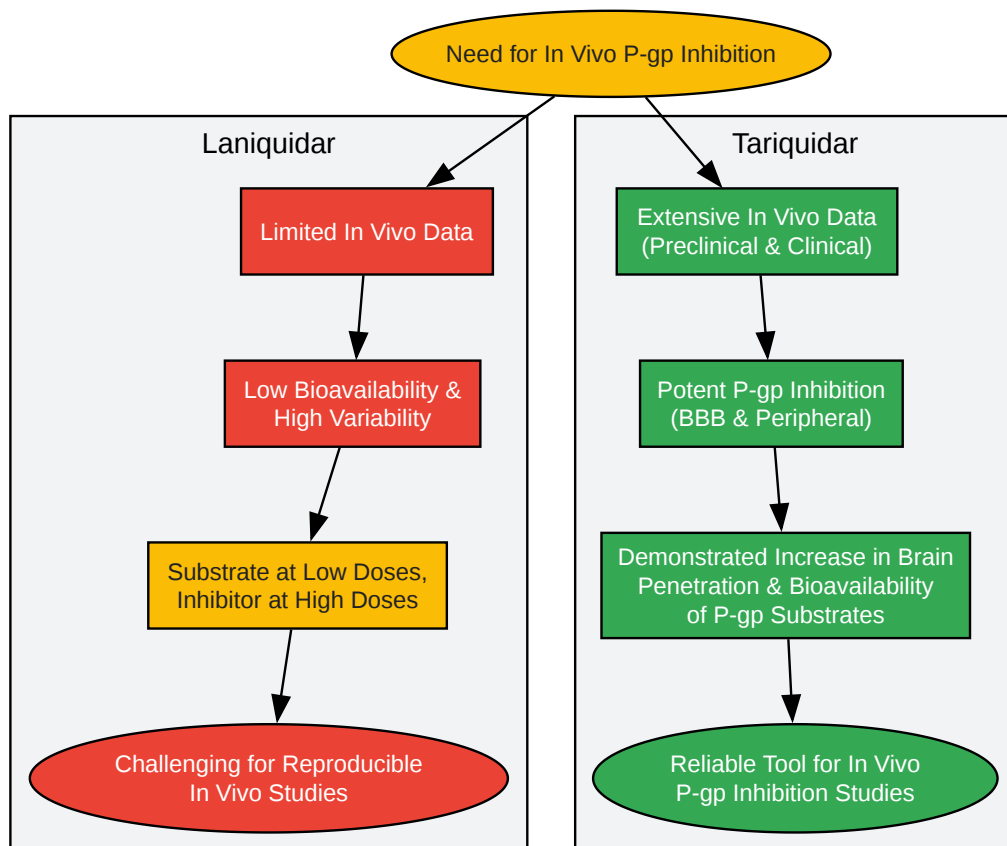 Need for In Vivo P-gp Inhibition
Laniquidar
Limited In Vivo Data
Low Bioavailability &
High Variability
Substrate at Low Doses,
Inhibitor at High Doses
Challenging for Reproducible
In Vivo Studies
Tariquidar
Extensive In Vivo Data
(Preclinical & Clinical)
Potent P-gp Inhibition
(BBB & Peripheral)
Demonstrated Increase in Brain
Penetration & Bioavailability
of P-gp Substrates
Reliable Tool for In Vivo
P-gp Inhibition Studies